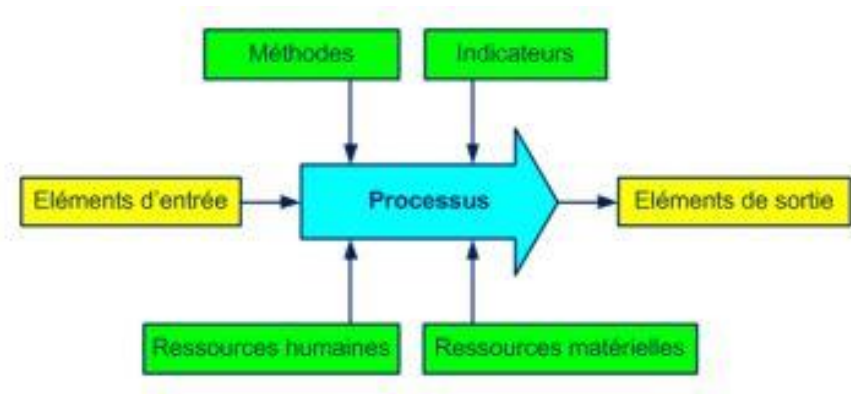 Méthodes
Indicateurs
Eléments d'entrée
Processus
Eléments de sortie
Ressources humaines
Ressources matérielles